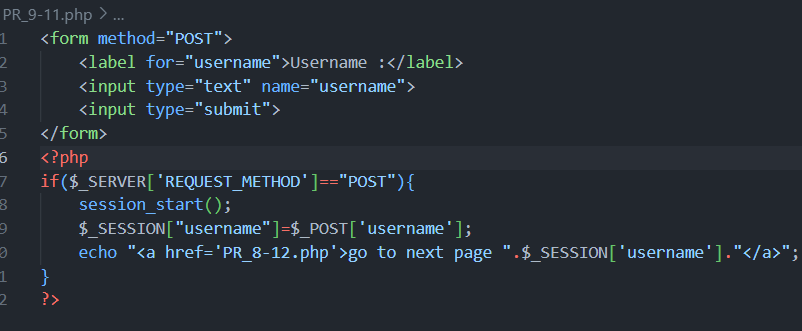 PR_9-11.php > ...
1 <form method="POST">
2     <label for="username">Username :</label>
3     <input type="text" name="username">
4     <input type="submit">
5 </form>
6 <?php
7 if($_SERVER['REQUEST_METHOD']=="POST"){
8     session_start();
9     $_SESSION["username"]=$_POST['username'];
0     echo "<a href='PR_8-12.php'>go to next page ".$_SESSION['username']."</a>";
1 }
2 ?>